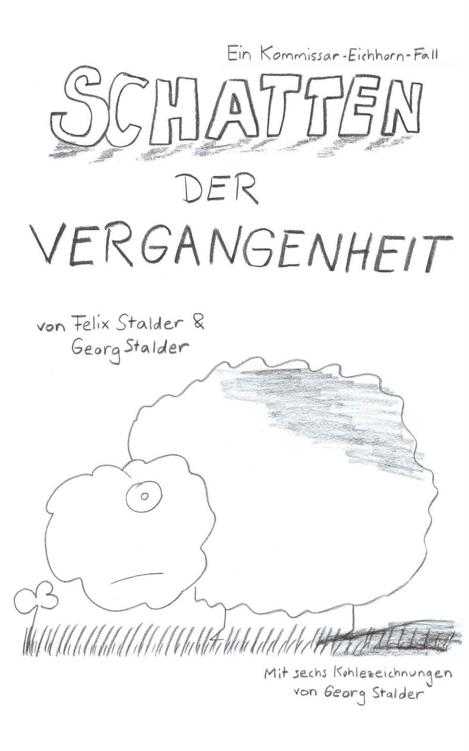 Ein Kommissar-Eichhorn-Fall
SCHATTEN
DER
VERGANGENHEIT
von Felix Stalder &
Georg Stalder
Mit sechs Kohlezeichnungen
von Georg Stalder